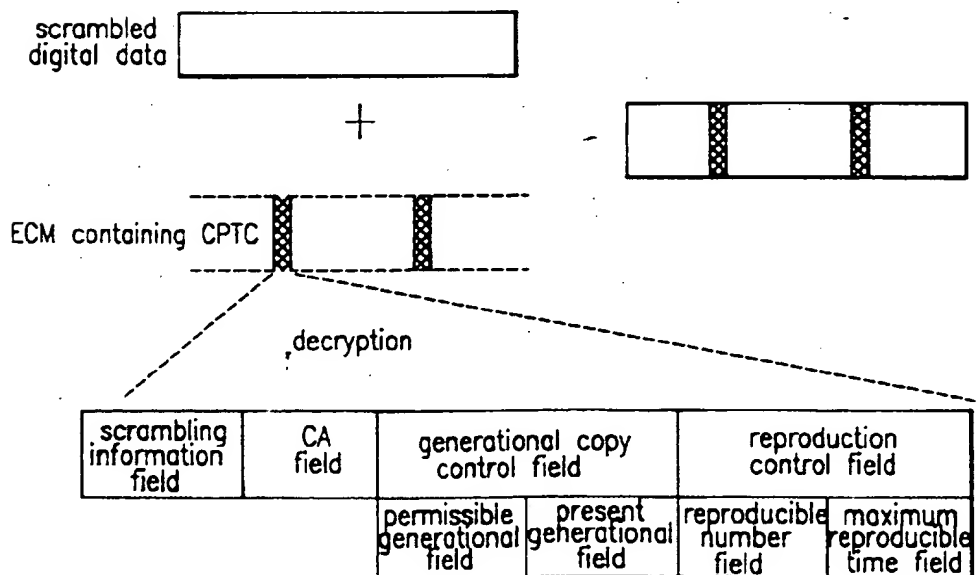 scrambled
digital data
+
-
ECM containing CPTC
decryption
scrambling
information
field
CA
field
generational copy
control field
reproduction
control field
permissible
generational
field
present
generational
field
reproducible
number
field
maximum
reproducible
time field